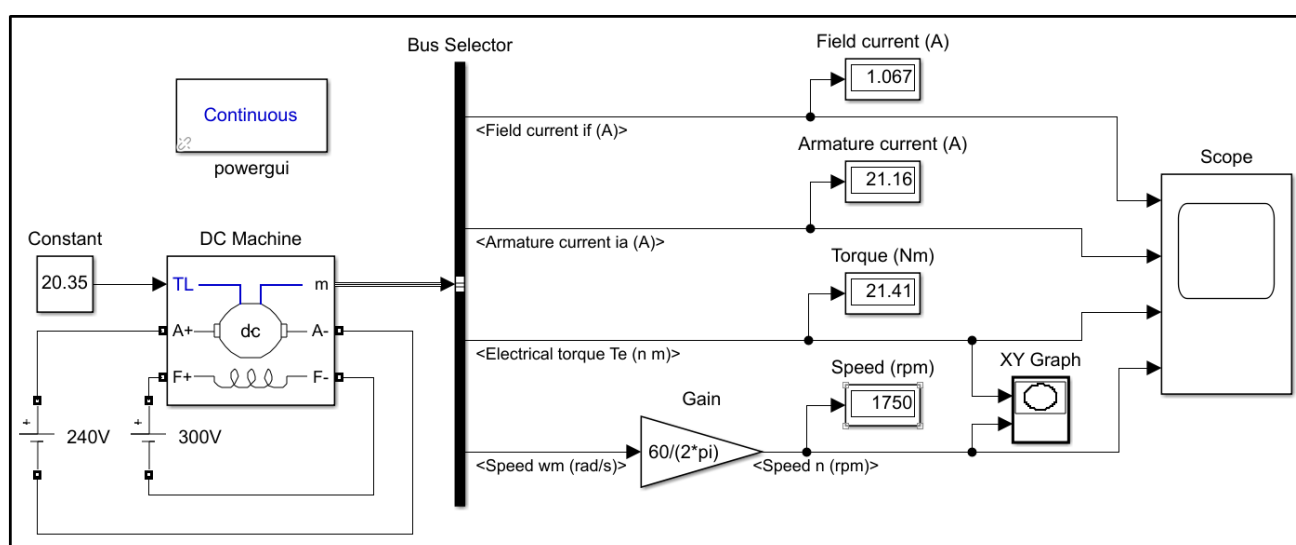 Bus Selector
Field current (A)
1.067
Continuous
powergui
<Field current if (A)>
Armature current (A)
21.16
Scope
Constant
DC Machine
<Armature current ia (A)>
20.35
TL
m
Torque (Nm)
21.41
A+
dc
A-
<Electrical torque Te (n m)>
F+
F-
Speed (rpm)
1750
XY Graph
Gain
+
240V
+
300V
60/(2*pi)
<Speed wm (rad/s)>
<Speed n (rpm)>